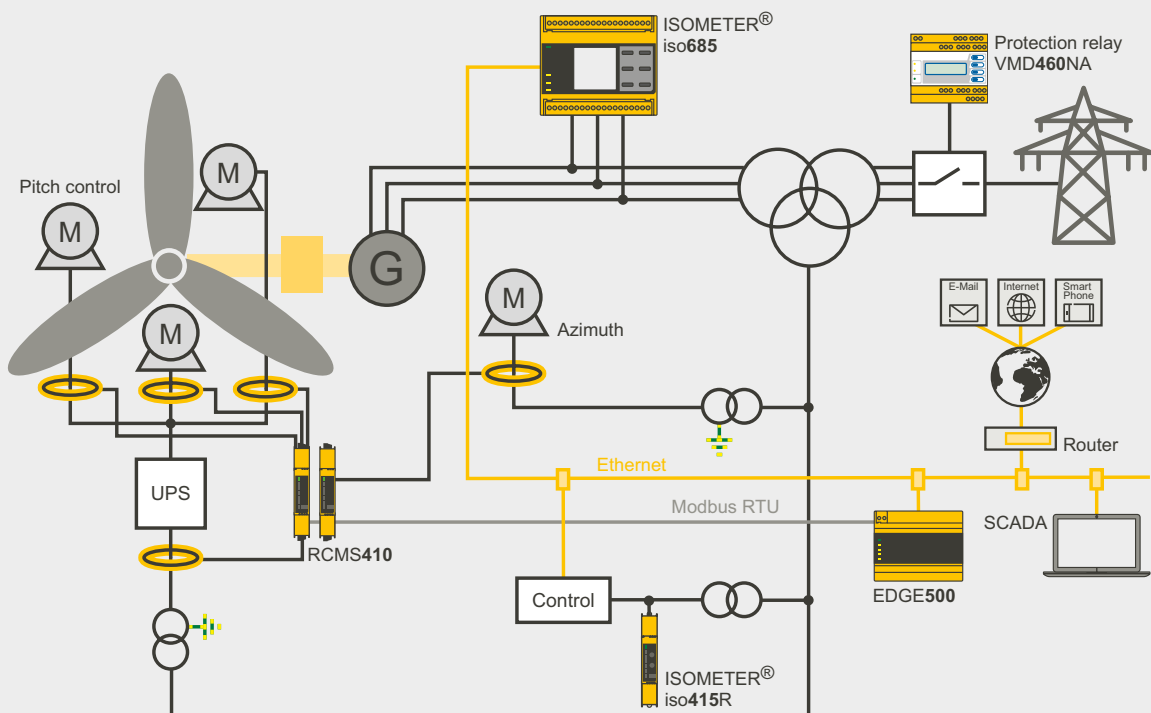 ISOMETER®
iso685
Protection relay
VMD460NA
M
Pitch control
M
G
M
M
Azimuth
E-Mail
Internet
Smart
Phone
Router
Ethernet
UPS
Modbus RTU
SCADA
RCMS410
EDGE500
Control
ISOMETER®
iso415R